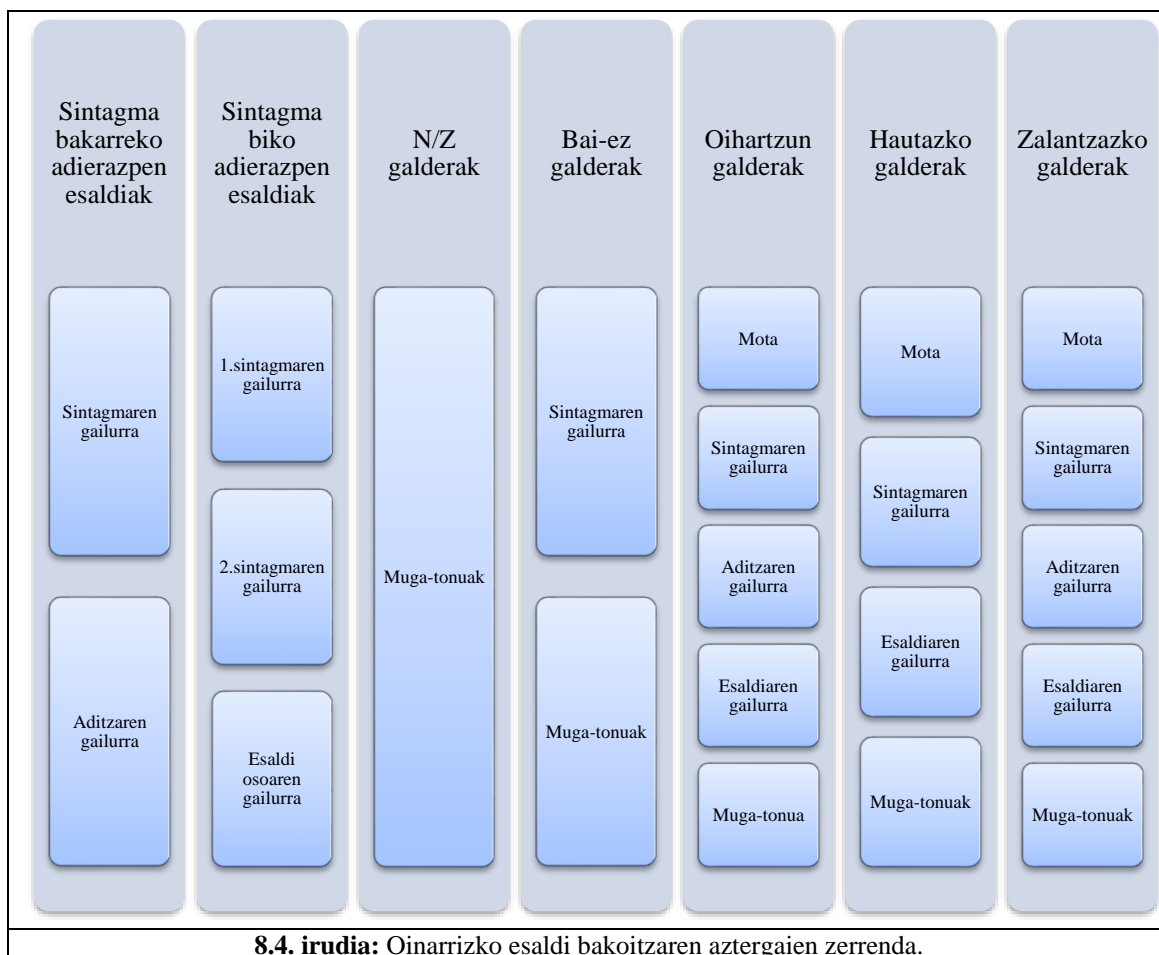 Sintagma
bakarreko
adierazpen
esaldiak
Sintagmaren
gailurra
Aditzaren
gailurra
Sintagma
biko
adierazpen
esaldiak
1.sintagmaren
gailurra
2.sintagmaren
gailurra
Esaldi
osoaren
gailurra
N/Z
galderak
Muga-tonuak
Bai-ez
galderak
Sintagmaren
gailurra
Muga-tonuak
Oihartzun
galderak
Mota
Sintagmaren
gailurra
Aditzaren
gailurra
Esaldiaren
gailurra
Muga-tonua
Hautazko
galderak
Mota
Sintagmaren
gailurra
Esaldiaren
gailurra
Muga-tonuak
Zalantzazko
galderak
Mota
Sintagmaren
gailurra
Aditzaren
gailurra
Esaldiaren
gailurra
Muga-tonuak
8.4. irudia: Oinarrizko esaldi bakoitzaren aztergaien zerrenda.